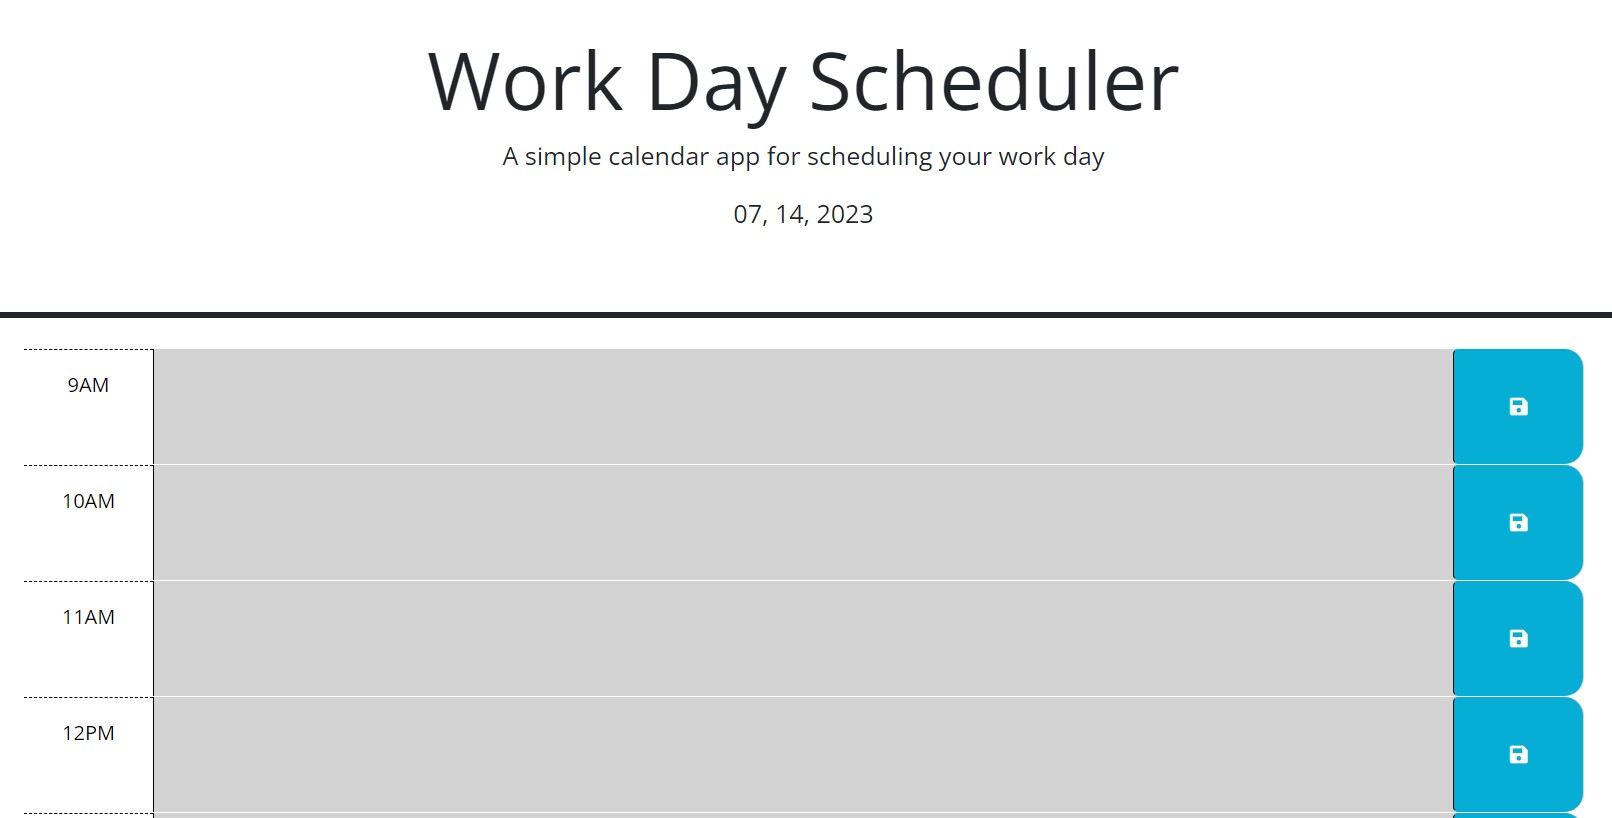 Work Day Scheduler
A simple calendar app for scheduling your work day
07, 14, 2023
9AM
10AM
11AM
12PM